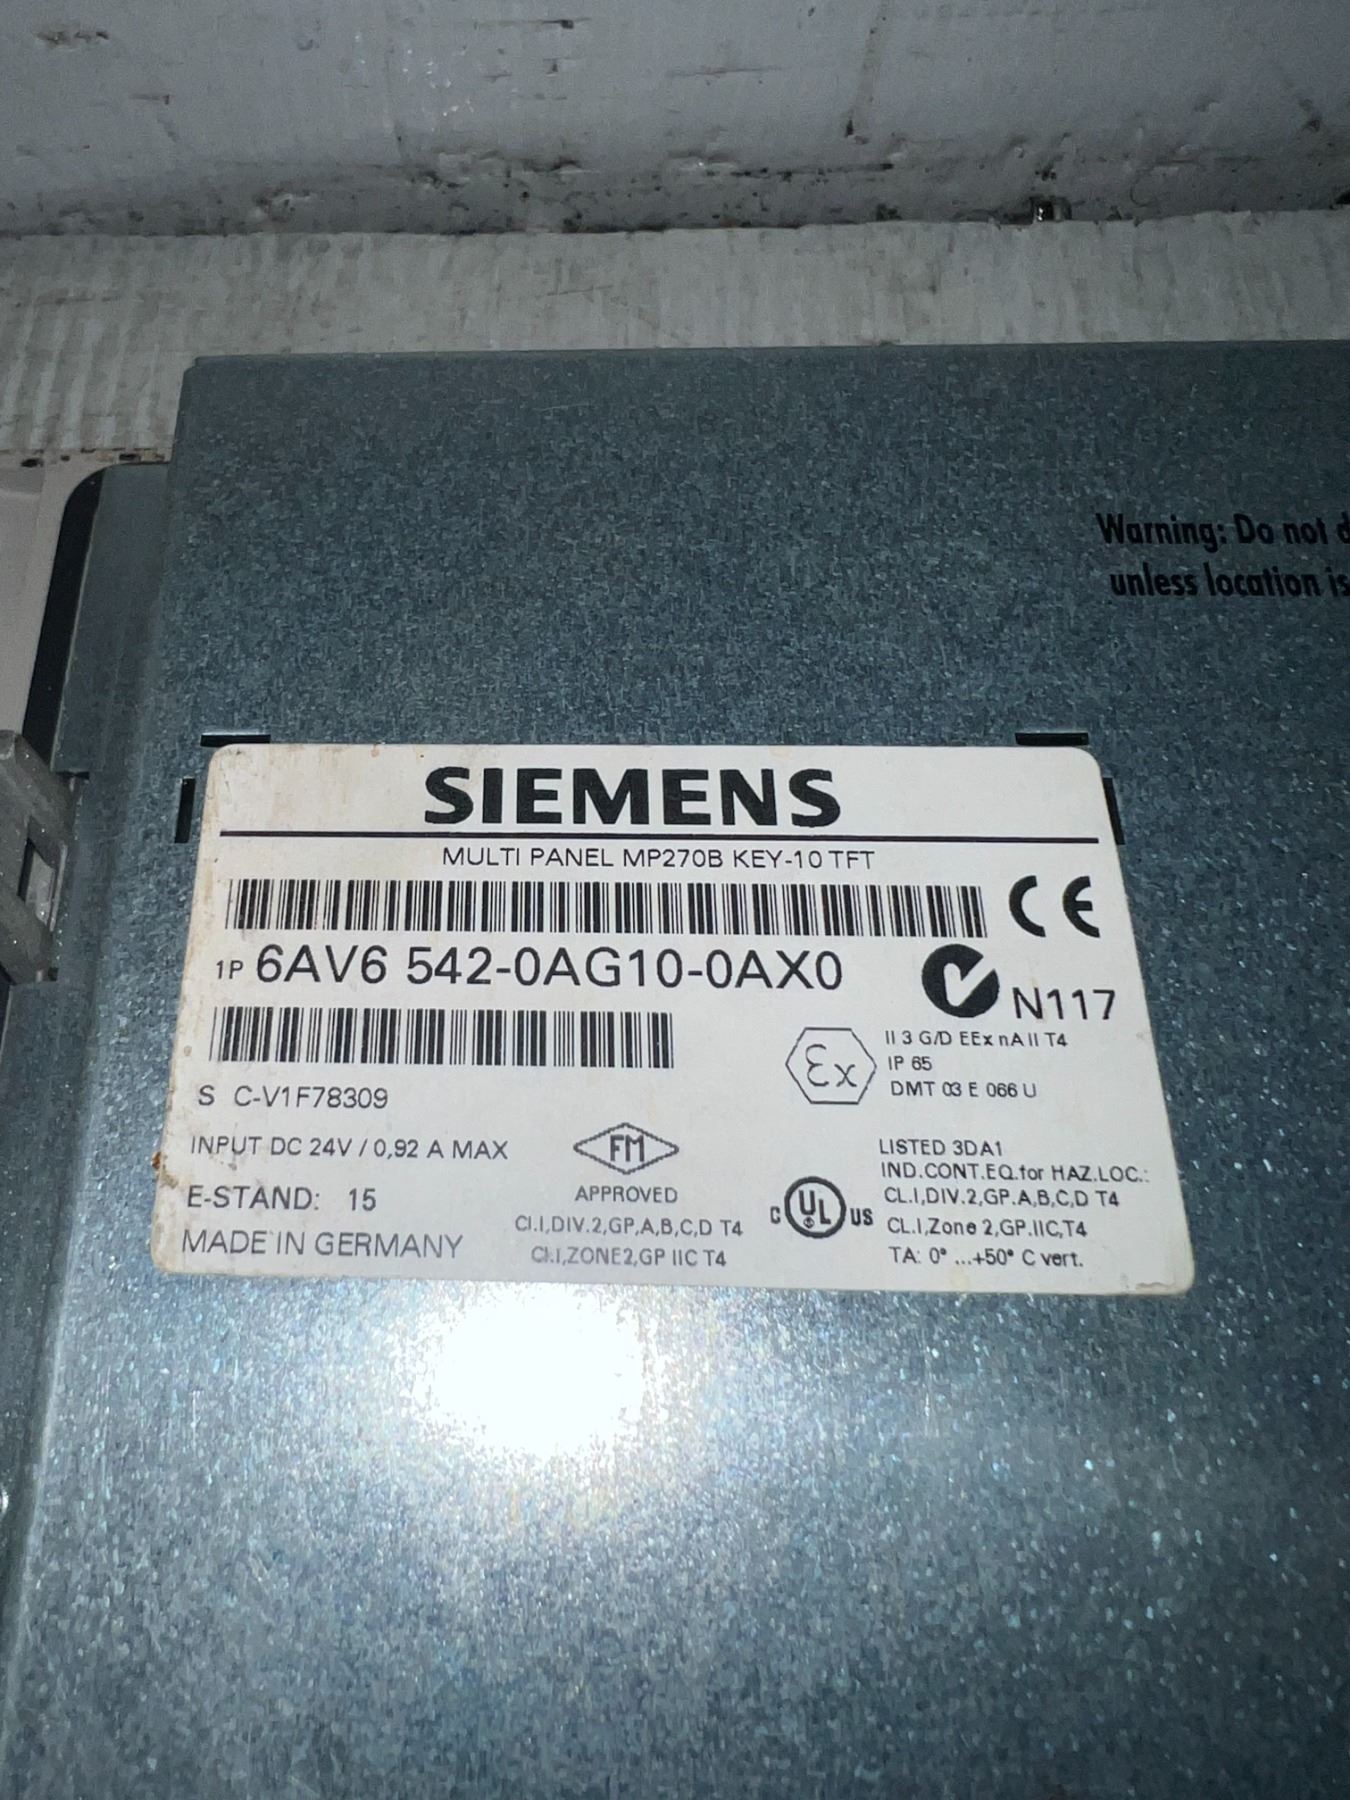 Warning: Do not
unless location is
SIEMENS
MULTI PANEL MP270B KEY-10 TFT
CE
1P 6AV6 542-0AG10-0AX0
N117
Ex
II 3 G/D EEx nA II T4
IP 65
DMT 03 E 066 U
S C-V1F78309
INPUT DC 24V / 0,92 A MAX
E-STAND: 15
MADE IN GERMANY
FM
APPROVED
CI.I,DIV.2,GP,A,B,C,D T4
CI.I,ZONE2,GP IIC T4
C UL US
LISTED 3DA1
IND.CONT.EQ.for HAZ.LOC.:
CL.I,DIV.2,GP.A,B,C,D T4
CL.I,Zone 2,GP.IIC,T4
TA: 0° ...+50° C vert.